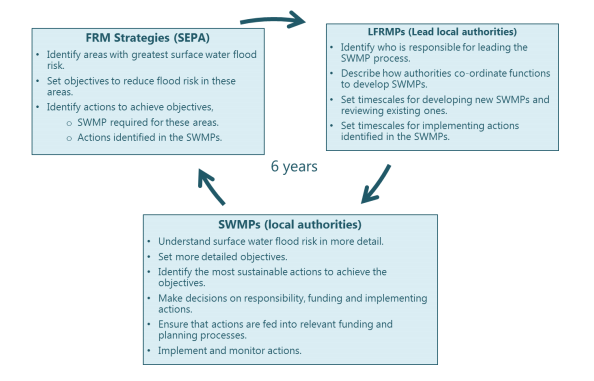 FRM Strategies (SEPA)
• Identify areas with greatest surface water flood
risk.
• Set objectives to reduce flood risk in these
areas.
• Identify actions to achieve objectives,
o SWMP required for these areas.
o Actions identified in the SWMPs.
LFRMPs (Lead local authorities)
• Identify who is responsible for leading the
SWMP process.
• Describe how authorities co-ordinate functions
to develop SWMPs.
• Set timescales for developing new SWMPs and
reviewing existing ones.
• Set timescales for implementing actions
identified in the SWMPs.
6 years
SWMPs (local authorities)
• Understand surface water flood risk in more detail.
• Set more detailed objectives.
• Identify the most sustainable actions to achieve the
objectives.
• Make decisions on responsibility, funding and implementing
actions.
• Ensure that actions are fed into relevant funding and
planning processes.
• Implement and monitor actions.